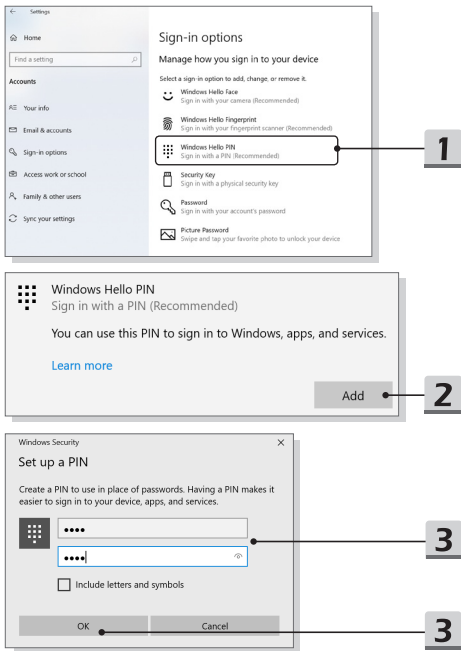 Settings
Home
Find a setting
Accounts
Your info
Email & accounts
Sign-in options
Access work or school
Family & other users
Sync your settings
Sign-in options
Manage how you sign in to your device
Select a sign-in option to add, change, or remove it.
Windows Hello Face
Sign in with your camera (Recommended)
Windows Hello Fingerprint
Sign in with your fingerprint scanner (Recommended)
Windows Hello PIN
Sign in with a PIN (Recommended)
Security Key
Sign in with a physical security key
Password
Sign in with your account's password
Picture Password
Swipe and tap your favorite photo to unlock your device
1
Windows Hello PIN
Sign in with a PIN (Recommended)
You can use this PIN to sign in to Windows, apps, and services.
Learn more
Add
2
Windows Security
Set up a PIN
Create a PIN to use in place of passwords. Having a PIN makes it
easier to sign in to your device, apps, and services.
3
Include letters and symbols
OK
Cancel
3